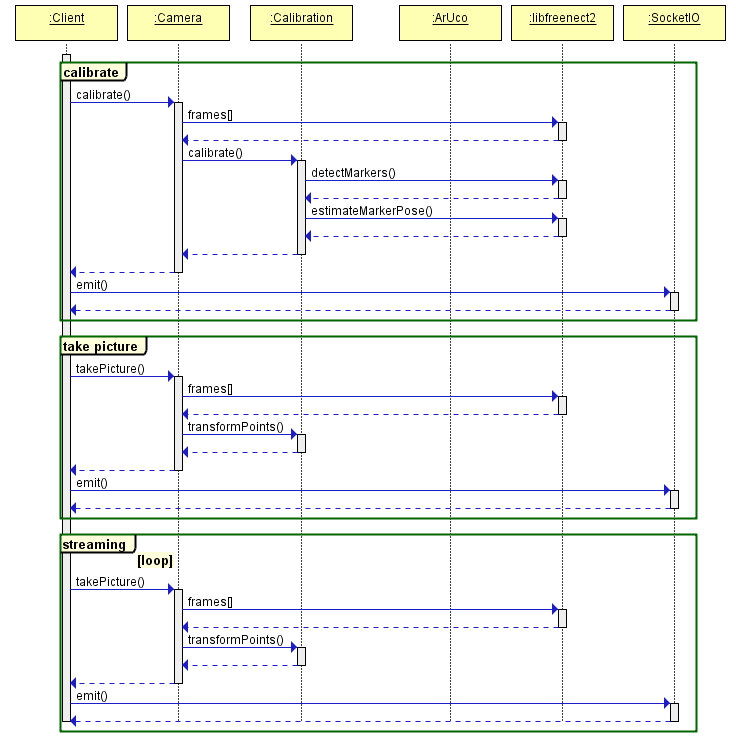 :Client
:Camera
:Calibration
:ArUco
:libfreenect2
:SocketIO
calibrate
calibrate()
frames[]
calibrate()
detectMarkers()
estimateMarkerPose()
emit()
take picture
takePicture()
frames[]
transformPoints()
emit()
streaming
[loop]
takePicture()
frames[]
transformPoints()
emit()